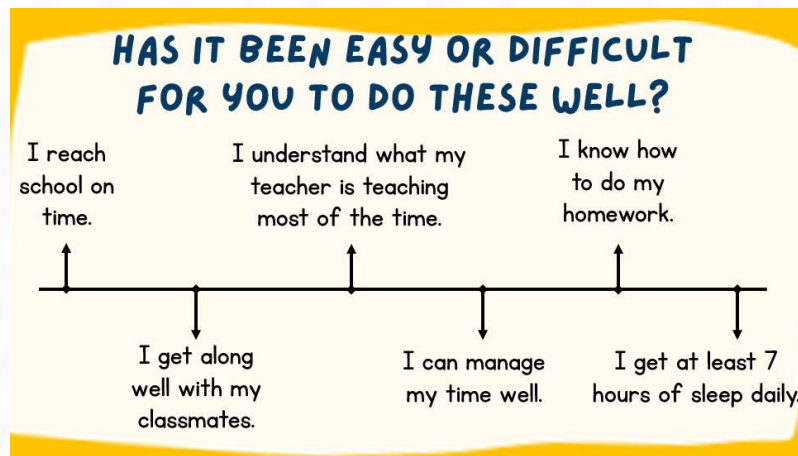 HAS IT BEEN EASY OR DIFFICULT
FOR YOU TO DO THESE WELL?
I reach
school on
time.
I understand what my
teacher is teaching
most of the time.
I know how
to do my
homework.
I get along
well with my
classmates.
I can manage
my time well.
I get at least 7
hours of sleep daily.